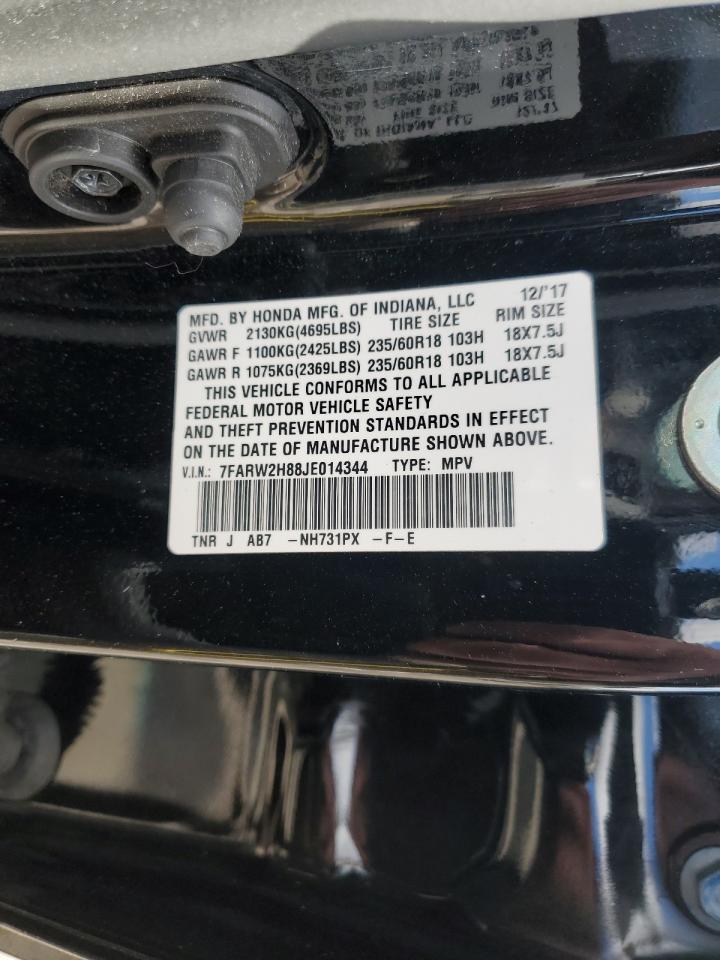 MFD. BY HONDA MFG. OF INDIANA, LLC 12/'17
GVWR 2130KG(4695LBS) TIRE SIZE RIM SIZE
GAWR F 1100KG(2425LBS) 235/60R18 103H 18X7.5J
GAWR R 1075KG(2369LBS) 235/60R18 103H 18X7.5J
THIS VEHICLE CONFORMS TO ALL APPLICABLE
FEDERAL MOTOR VEHICLE SAFETY
AND THEFT PREVENTION STANDARDS IN EFFECT
ON THE DATE OF MANUFACTURE SHOWN ABOVE.
V.I.N.: 7FARW2H88JE014344 TYPE: MPV
TNR J AB7 -NH731PX -F-E